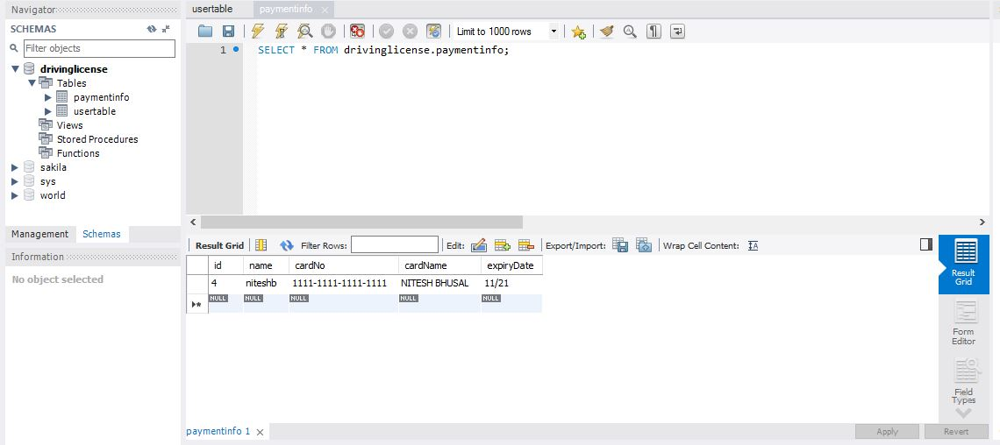 Navigator
SCHEMAS
Filter objects
drivinglicense
Tables
paymentinfo
usertable
Views
Stored Procedures
Functions
sakila
sys
world
Management Schemas
Information
No object selected
usertable paymentinfo
Limit to 1000 rows
1 SELECT * FROM drivinglicense.paymentinfo;
Result Grid Filter Rows: Edit: Export/Import: Wrap Cell Content:
id name cardNo cardName expiryDate
4 niteshb 1111-1111-1111-1111 NITESH BHUSAL 11/21
NULL NULL NULL NULL NULL
Result
Grid
Form
Editor
Field
Types
paymentinfo 1
Apply Revert